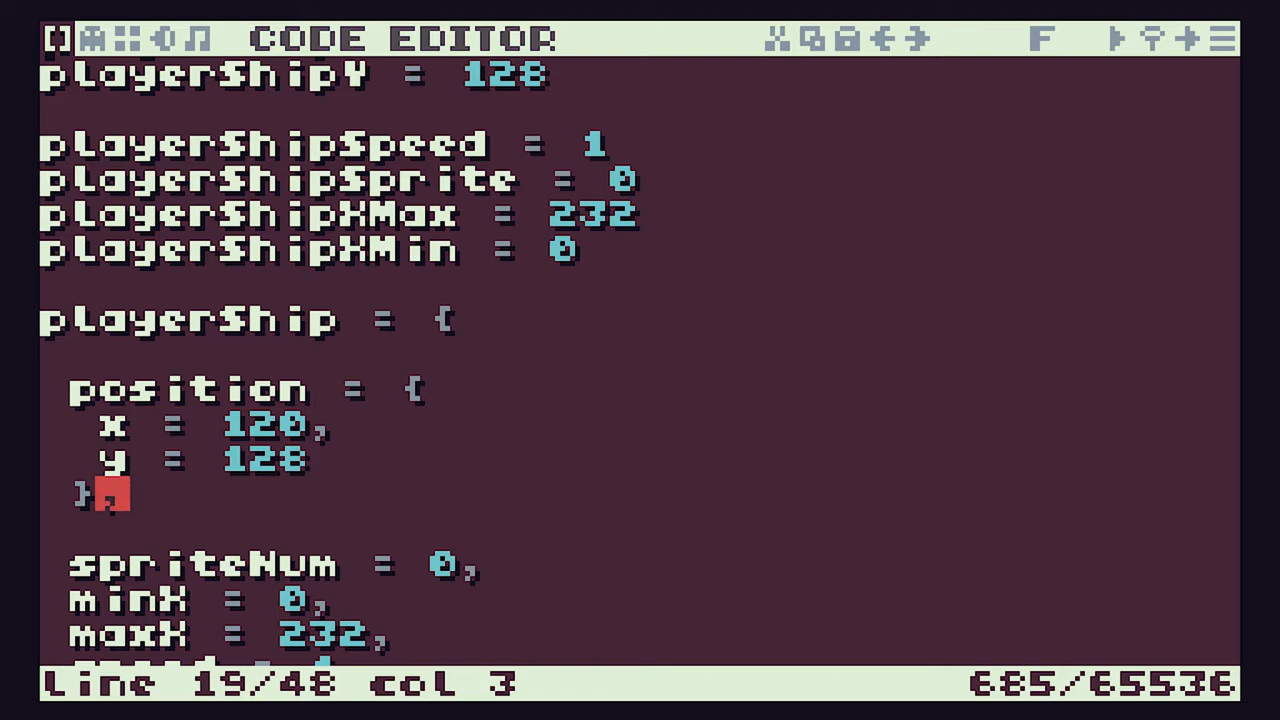 CODE EDITOR F
playerShipY = 128
playerShipSpeed = 1
playerShipSprite = 0
playerShipXMax = 232
playerShipXMin = 0
playerShip = {
position = {
x = 120,
y = 128
},
spriteNum = 0,
minX = 0,
maxX = 232,
line 19/48 col 3
685/65536